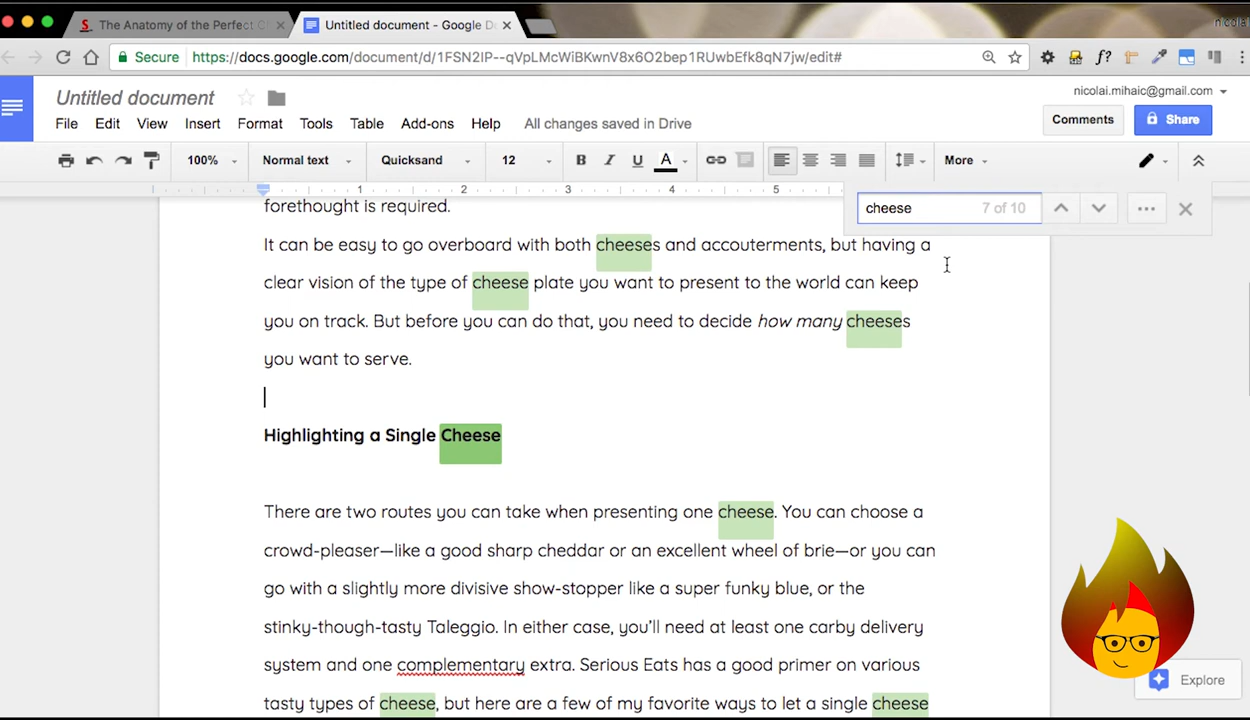 nicolai
The Anatomy of the Perfect
Untitled document - Google Do
Secure https://docs.google.com/document/d/1FSN2IP--qVpLMcWiBKwnV8x6O2bep1RUwbEfk8qN7jw/edit#
Untitled document
nicolai.mihaic@gmail.com
File Edit View Insert Format Tools Table Add-ons Help All changes saved in Drive
Comments Share
100% Normal text Quicksand 12 B I U A More
1 2 3 4 5
cheese 7 of 10
forethought is required.
It can be easy to go overboard with both cheeses and accouterments, but having a
clear vision of the type of cheese plate you want to present to the world can keep
you on track. But before you can do that, you need to decide how many cheeses
you want to serve.
Highlighting a Single Cheese
There are two routes you can take when presenting one cheese. You can choose a
crowd-pleaser—like a good sharp cheddar or an excellent wheel of brie—or you can
go with a slightly more divisive show-stopper like a super funky blue, or the
stinky-though-tasty Taleggio. In either case, you’ll need at least one carby delivery
system and one complementary extra. Serious Eats has a good primer on various
tasty types of cheese, but here are a few of my favorite ways to let a single cheese
Explore